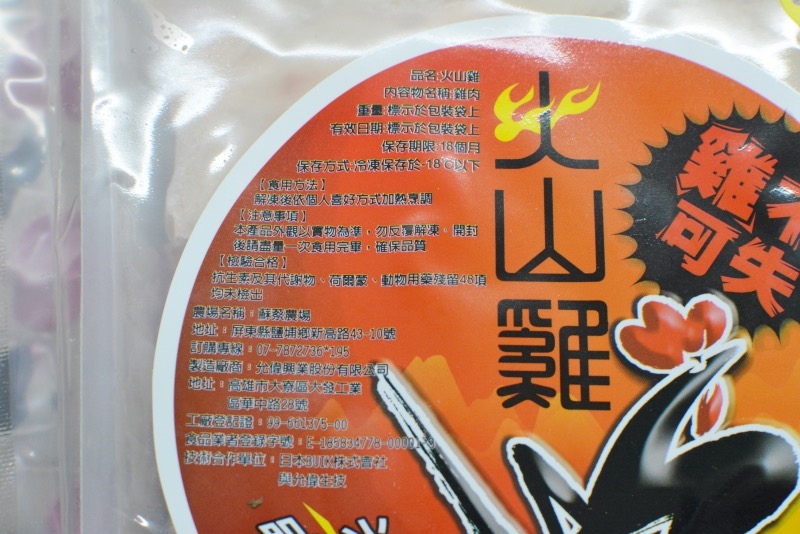 品名:火山雞
內容物名稱:雞肉
重量:標示於包裝袋上
有效日期:標示於包裝袋上
保存期限:18個月
保存方式:冷凍保存於-18℃以下
【食用方法】
解凍後依個人喜好方式加熱烹調
【注意事項】
本產品外觀以實物為準、勿反覆解凍、開封
後請盡量一次食用完畢，確保品質
【檢驗合格】
抗生素及其代謝物、荷爾蒙、動物用藥殘留48項
均未檢出
農場名稱：蘇蔡農場
地址：屏東縣鹽埔鄉新高路43-10號
訂購專線：07-7872736*195
製造廠商：允偉興業股份有限公司
地址：高雄市大寮區大發工業
區華中路28號
工廠登記證：99-661375-00
食品業者登錄字號：
技術合作單位：日本BUIK株式會社
與允偉生技
火山雞
雞不
可失